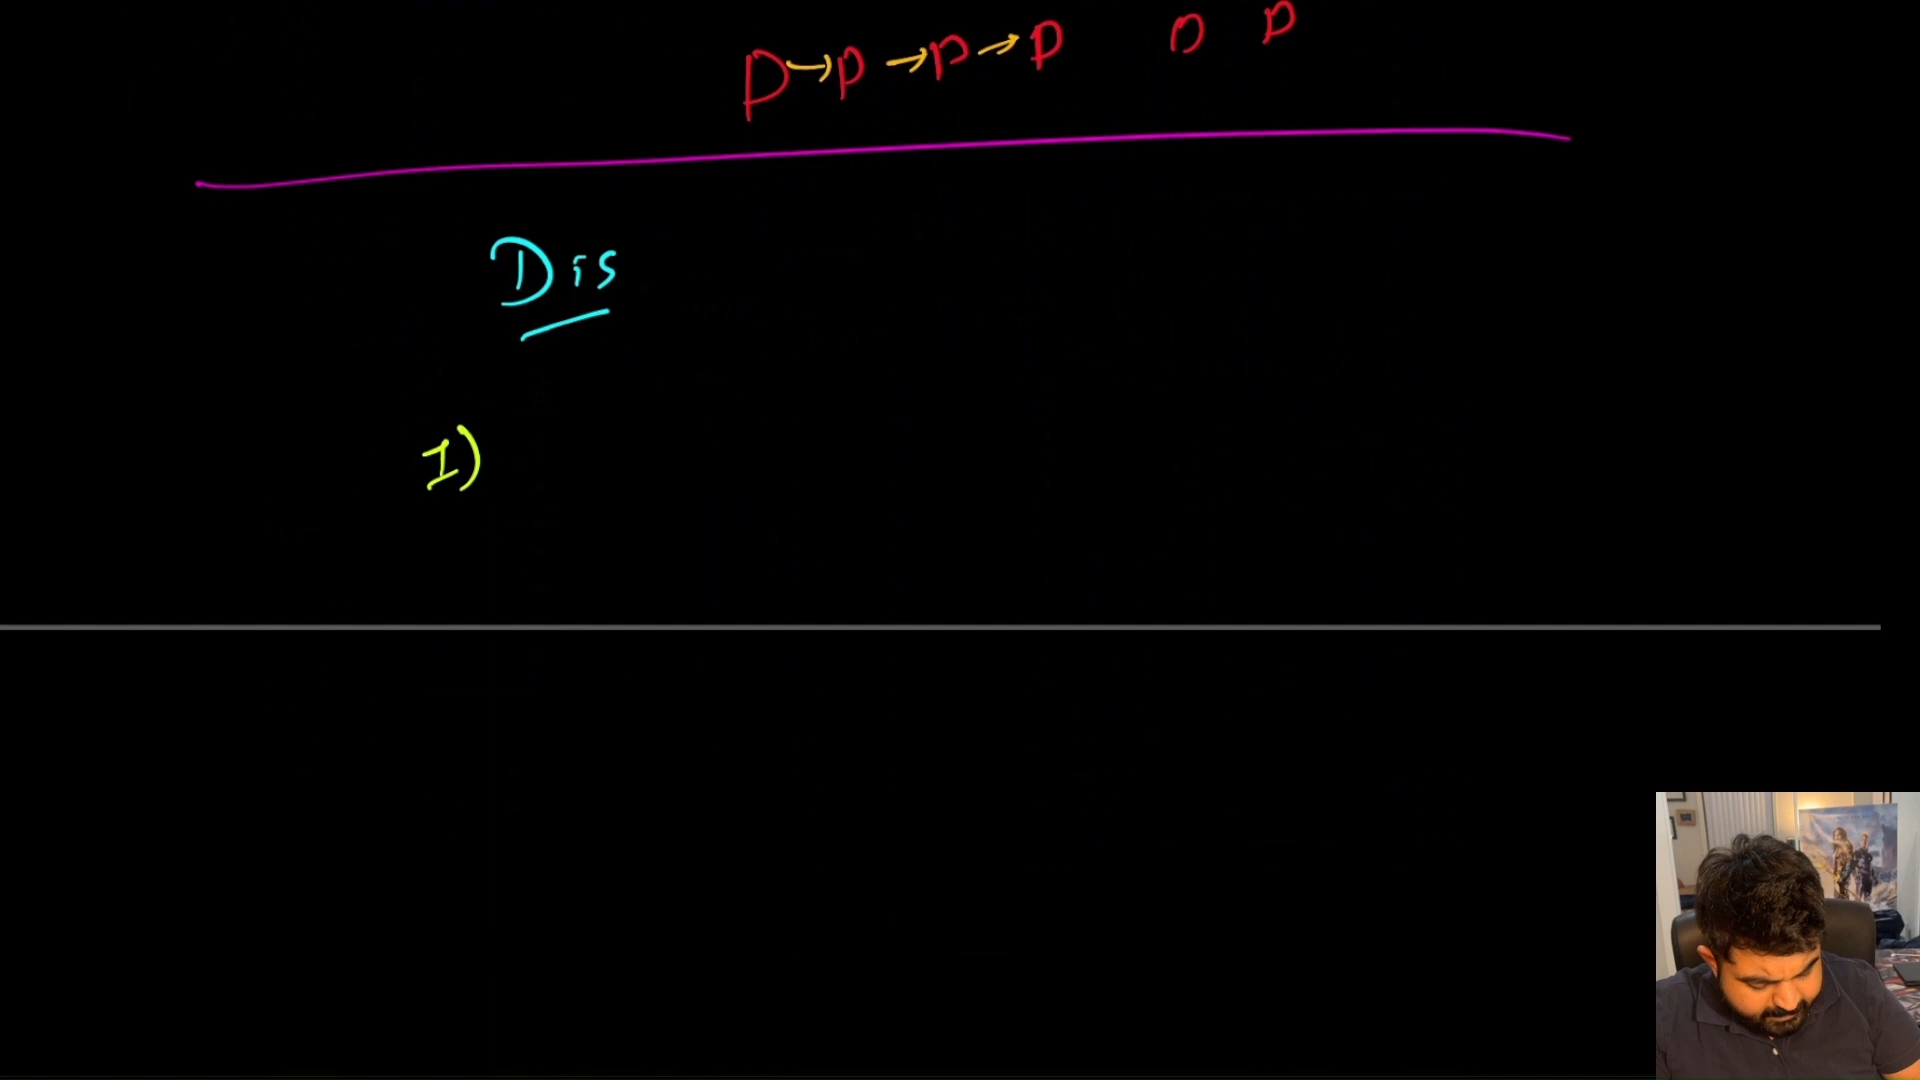 D → P → P → P D P
Dis
1)